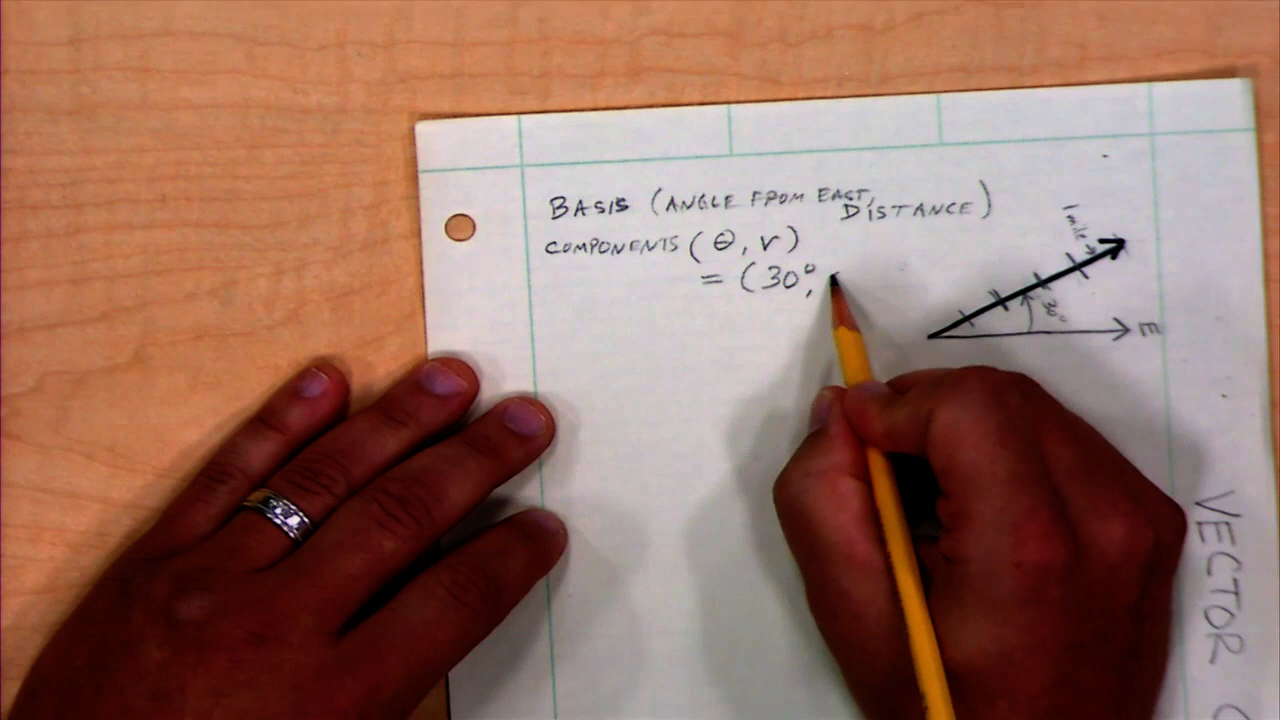 BASIS (ANGLE FROM EAST,
DISTANCE)
COMPONENTS (θ, r)
= (30°,
1 mile
30°
E
VECTOR